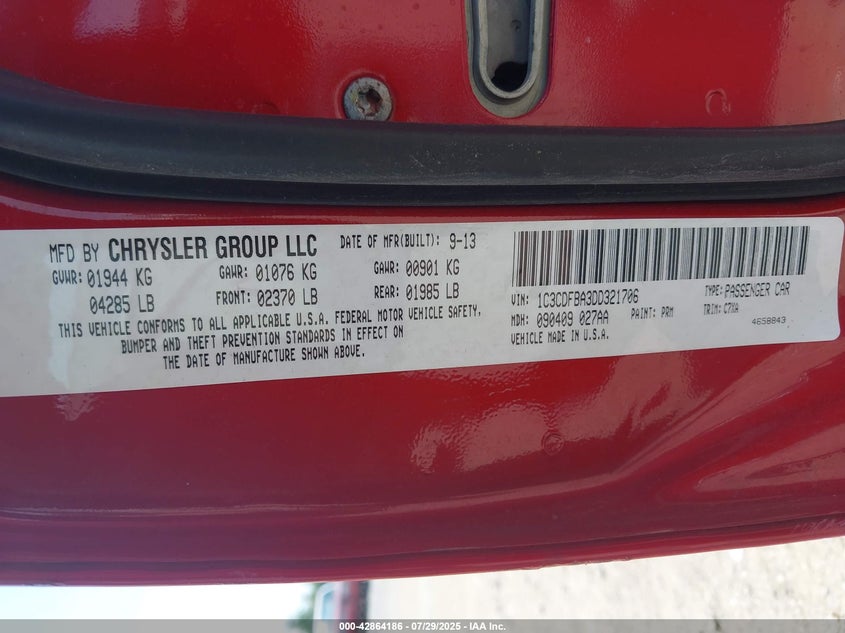 MFD BY CHRYSLER GROUP LLC DATE OF MFR(BUILT): 9-13
GVWR: 01944 KG GAWR: 01076 KG GAWR: 00901 KG
04285 LB FRONT: 02370 LB REAR: 01985 LB
THIS VEHICLE CONFORMS TO ALL APPLICABLE U.S.A. FEDERAL MOTOR VEHICLE SAFETY,
BUMPER AND THEFT PREVENTION STANDARDS IN EFFECT ON
THE DATE OF MANUFACTURE SHOWN ABOVE.
VIN: 1C3CDFBA3DD321706 TYPE: PASSENGER CAR
MDH: 090409 027AA PAINT: PRM TRIM: C7XA
VEHICLE MADE IN U.S.A. 4658843
000-42864186 - 07/29/2025 - IAA Inc.